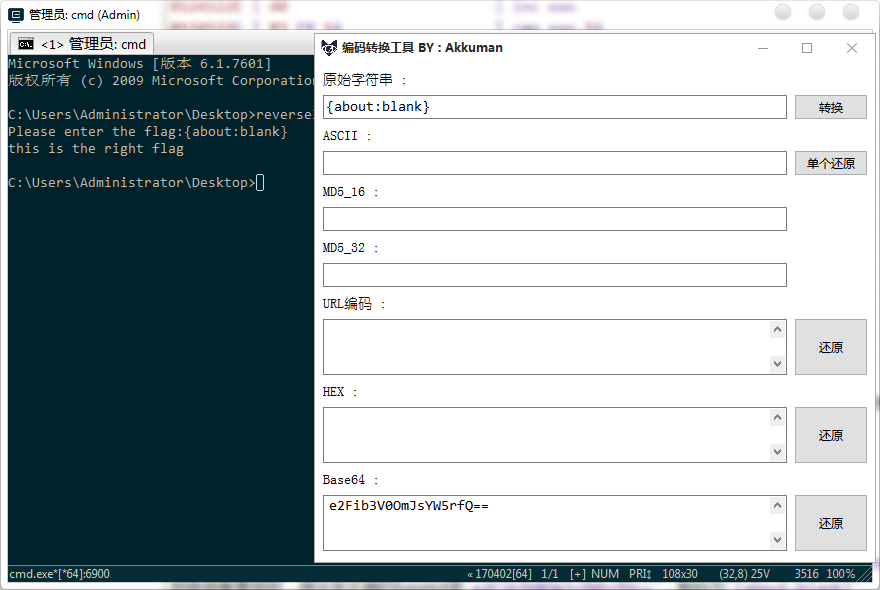 管理员: cmd (Admin)
<1> 管理员: cmd
Microsoft Windows [版本 6.1.7601]
版权所有 (c) 2009 Microsoft Corporation
C:\Users\Administrator\Desktop>reverse
Please enter the flag:{about:blank}
this is the right flag
C:\Users\Administrator\Desktop>
编码转换工具 BY : Akkuman
原始字符串 :
{about:blank}
转换
ASCII :
单个还原
MD5_16 :
MD5_32 :
URL编码 :
还原
HEX :
还原
Base64 :
e2Fib3V0OmJsYW5rfQ==
还原
cmd.exe*[*64]:6900
« 170402[64] 1/1 [+] NUM PRI‡ 108x30 (32,8) 25V 3516 100%